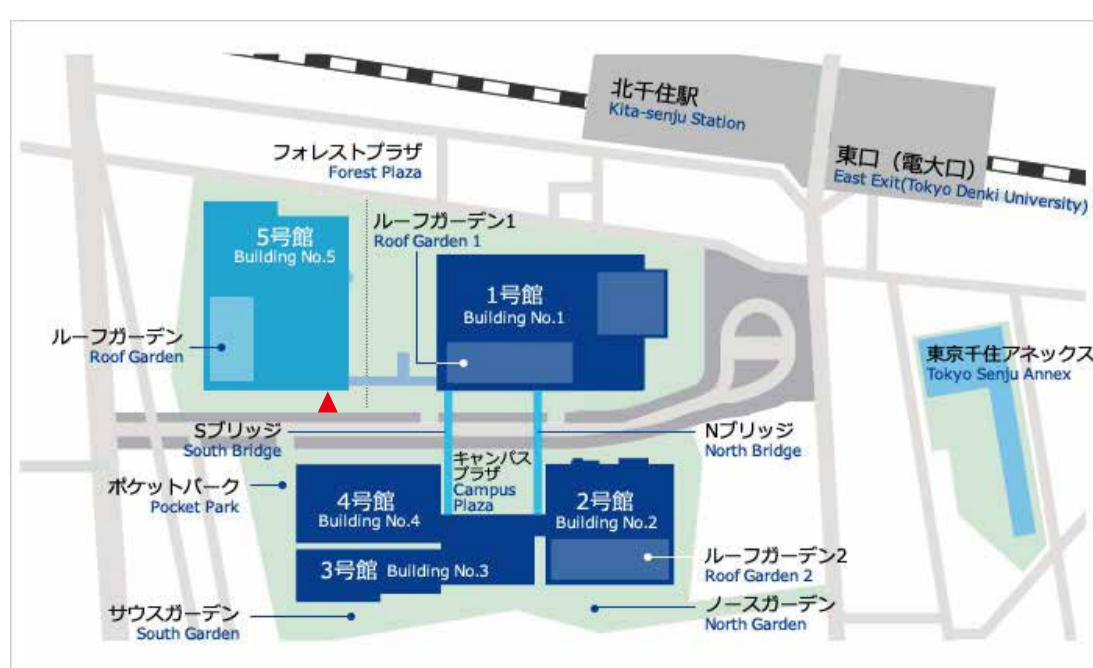 北千住駅
Kita-senju Station
東口（電大口）
East Exit(Tokyo Denki University)
フォレストプラザ
Forest Plaza
ルーフガーデン1
Roof Garden 1
5号館
Building No.5
1号館
Building No.1
ルーフガーデン
Roof Garden
東京千住アネックス
Tokyo Senju Annex
Sブリッジ
South Bridge
Nブリッジ
North Bridge
キャンパス
プラザ
Campus
Plaza
ポケットパーク
Pocket Park
4号館
Building No.4
2号館
Building No.2
3号館 Building No.3
ルーフガーデン2
Roof Garden 2
サウスガーデン
South Garden
ノースガーデン
North Garden